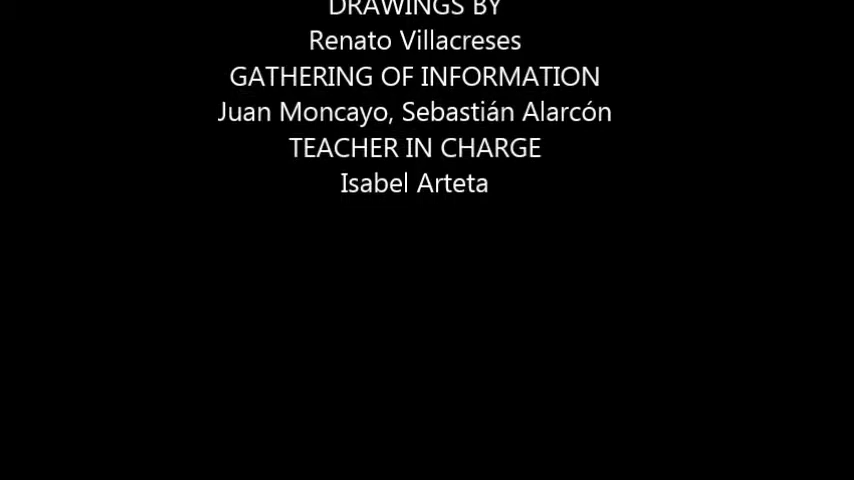 DRAWINGS BY
Renato Villacreses
GATHERING OF INFORMATION
Juan Moncayo, Sebastián Alarcón
TEACHER IN CHARGE
Isabel Arteta